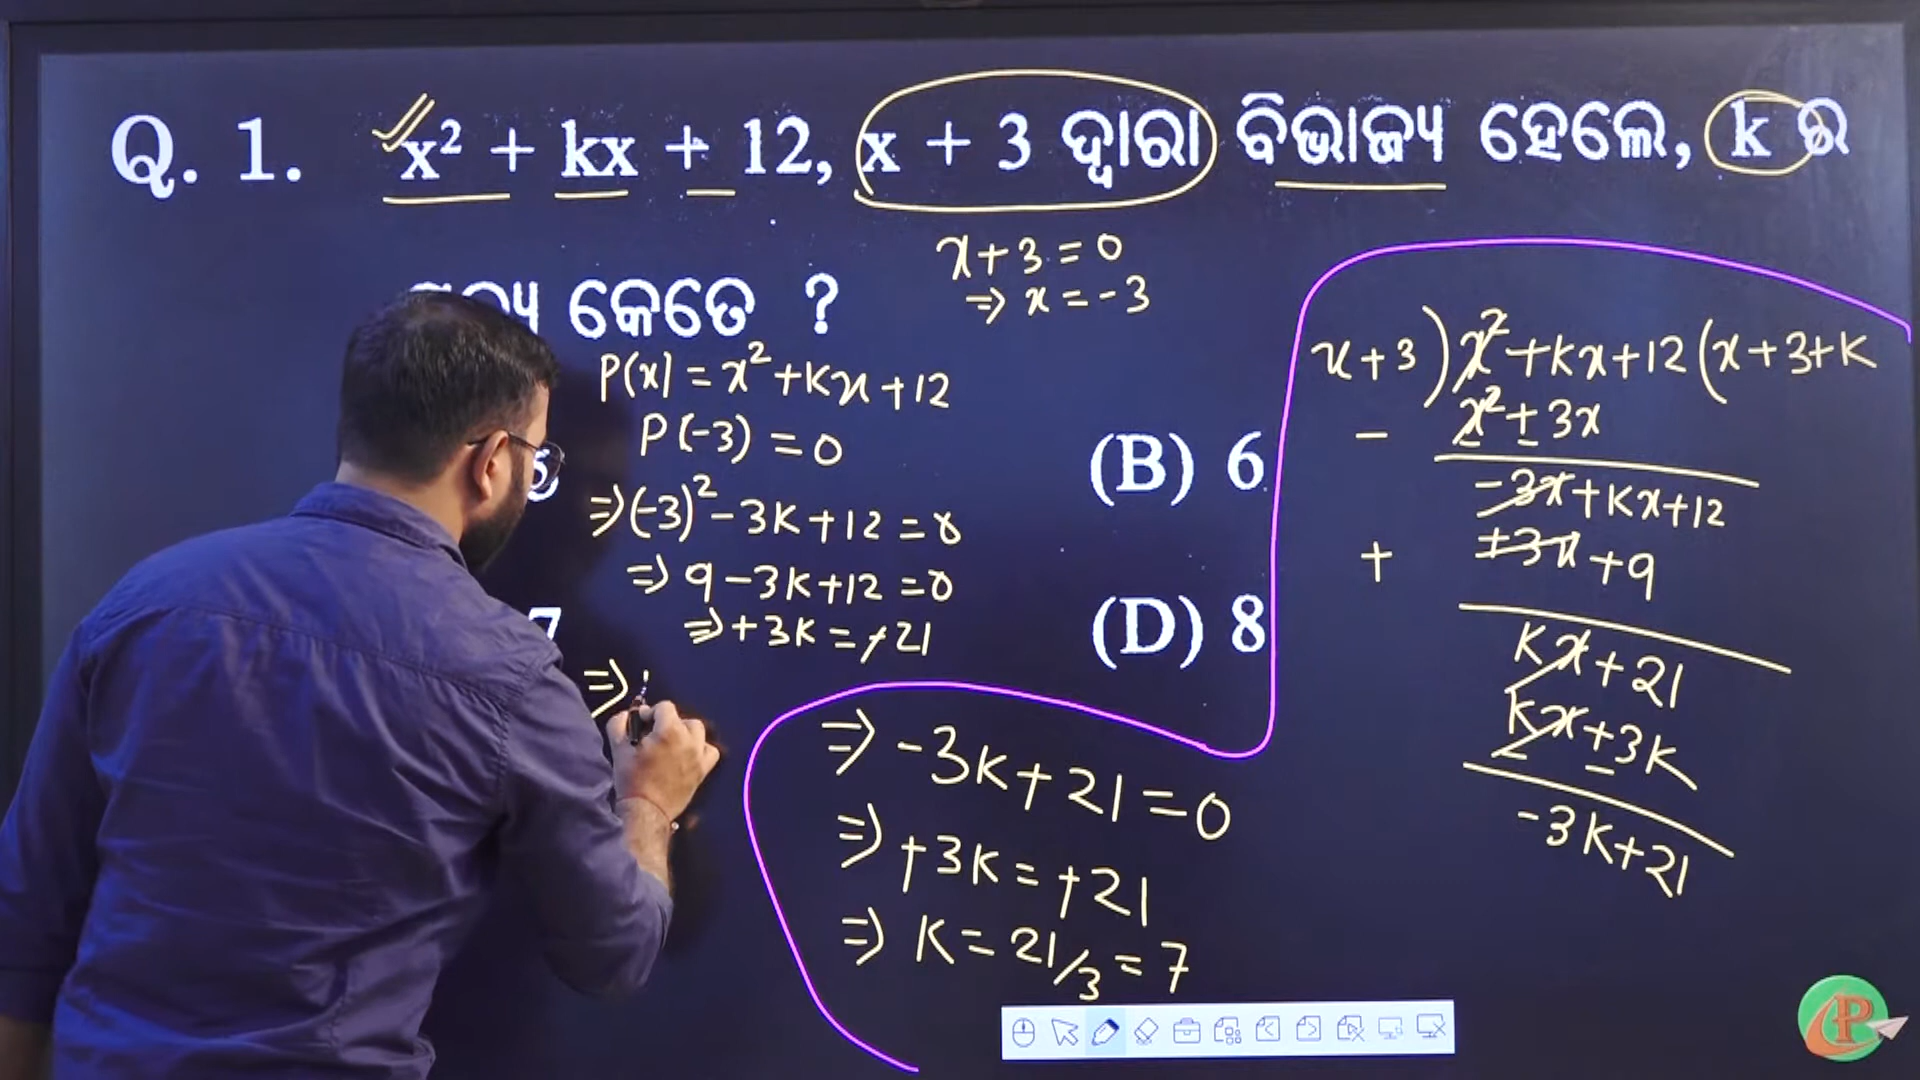 Q. 1. x² + kx + 12, x + 3 ଦ୍ୱାରା ବିଭାଜ୍ୟ ହେଲେ, k ର
କେତେ ?
x + 3 = 0
⇒ x = -3
P(x) = x² + Kx + 12
P(-3) = 0
⇒ (-3)² - 3K + 12 = 0
⇒ 9 - 3K + 12 = 0
⇒ + 3K = + 21
⇒
(B) 6
7
(D) 8
x + 3 ) x² + Kx + 12 ( x + 3 + K
- x² + 3x
-3x + Kx + 12
+ +3x + 9
Kx + 21
Kx + 3K
-3K + 21
⇒ -3K + 21 = 0
⇒ +3K = +21
⇒ K = 21/3 = 7